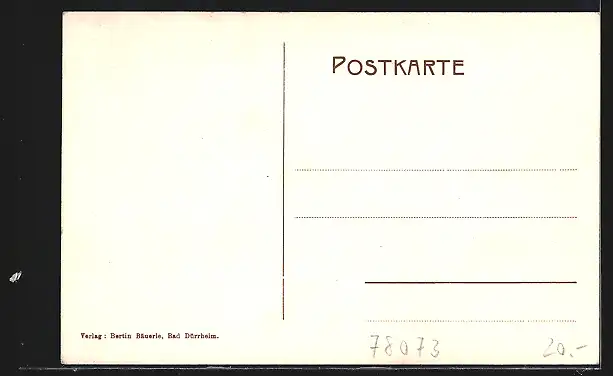 POSTKARTE
Verlag: Bertin Bäuerle, Bad Dürrheim.
78073 20.-